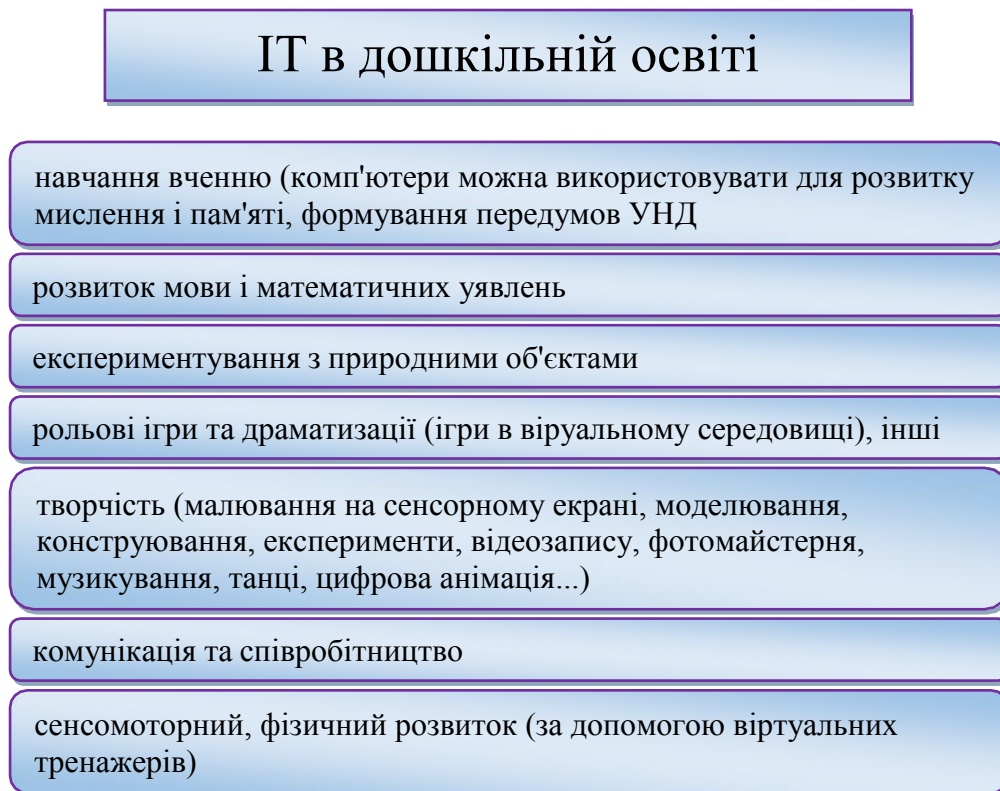 ІТ в дошкільній освіті
навчання вченню (комп'ютери можна використовувати для розвитку
мислення і пам'яті, формування передумов УНД
розвиток мови і математичних уявлень
експериментування з природними об'єктами
рольові ігри та драматизації (ігри в віруальному середовищі), інші
творчість (малювання на сенсорному екрані, моделювання,
конструювання, експерименти, відеозапису, фотомайстерня,
музикування, танці, цифрова анімація...)
комунікація та співробітництво
сенсомоторний, фізичний розвиток (за допомогою віртуальних
тренажерів)